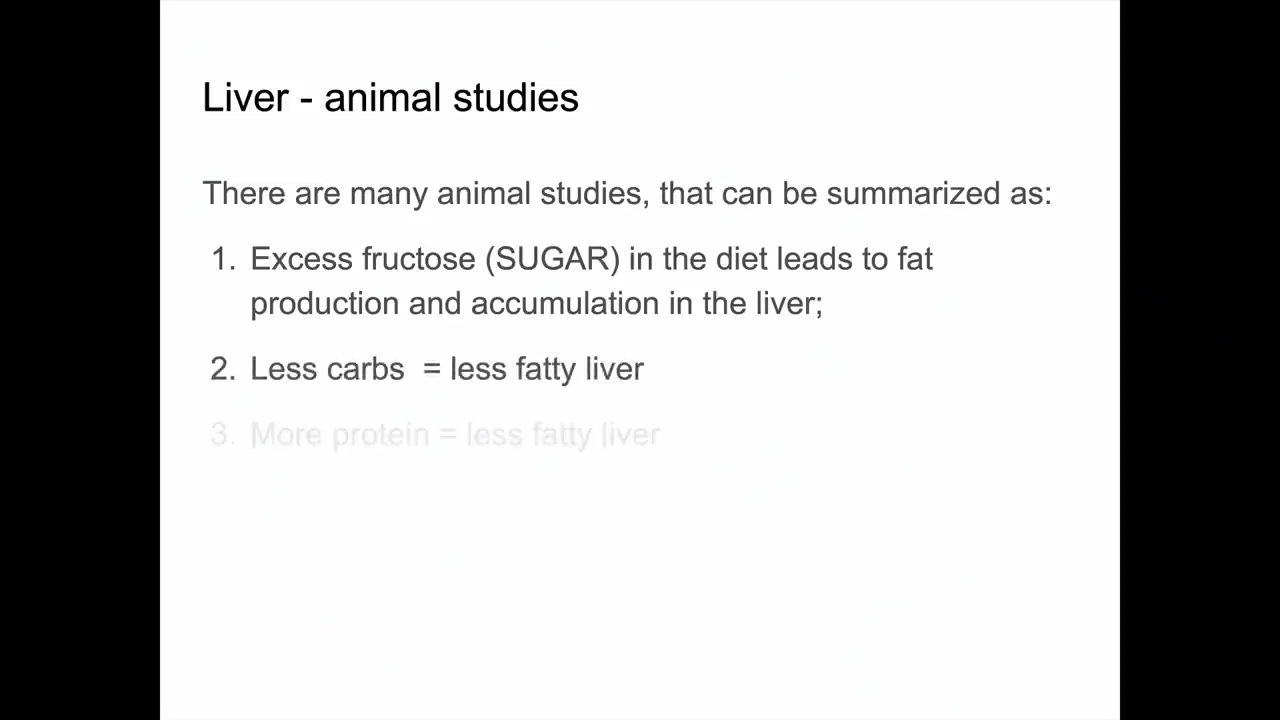 Liver - animal studies
There are many animal studies, that can be summarized as:
1. Excess fructose (SUGAR) in the diet leads to fat
production and accumulation in the liver;
2. Less carbs  = less fatty liver
3. More protein = less fatty liver